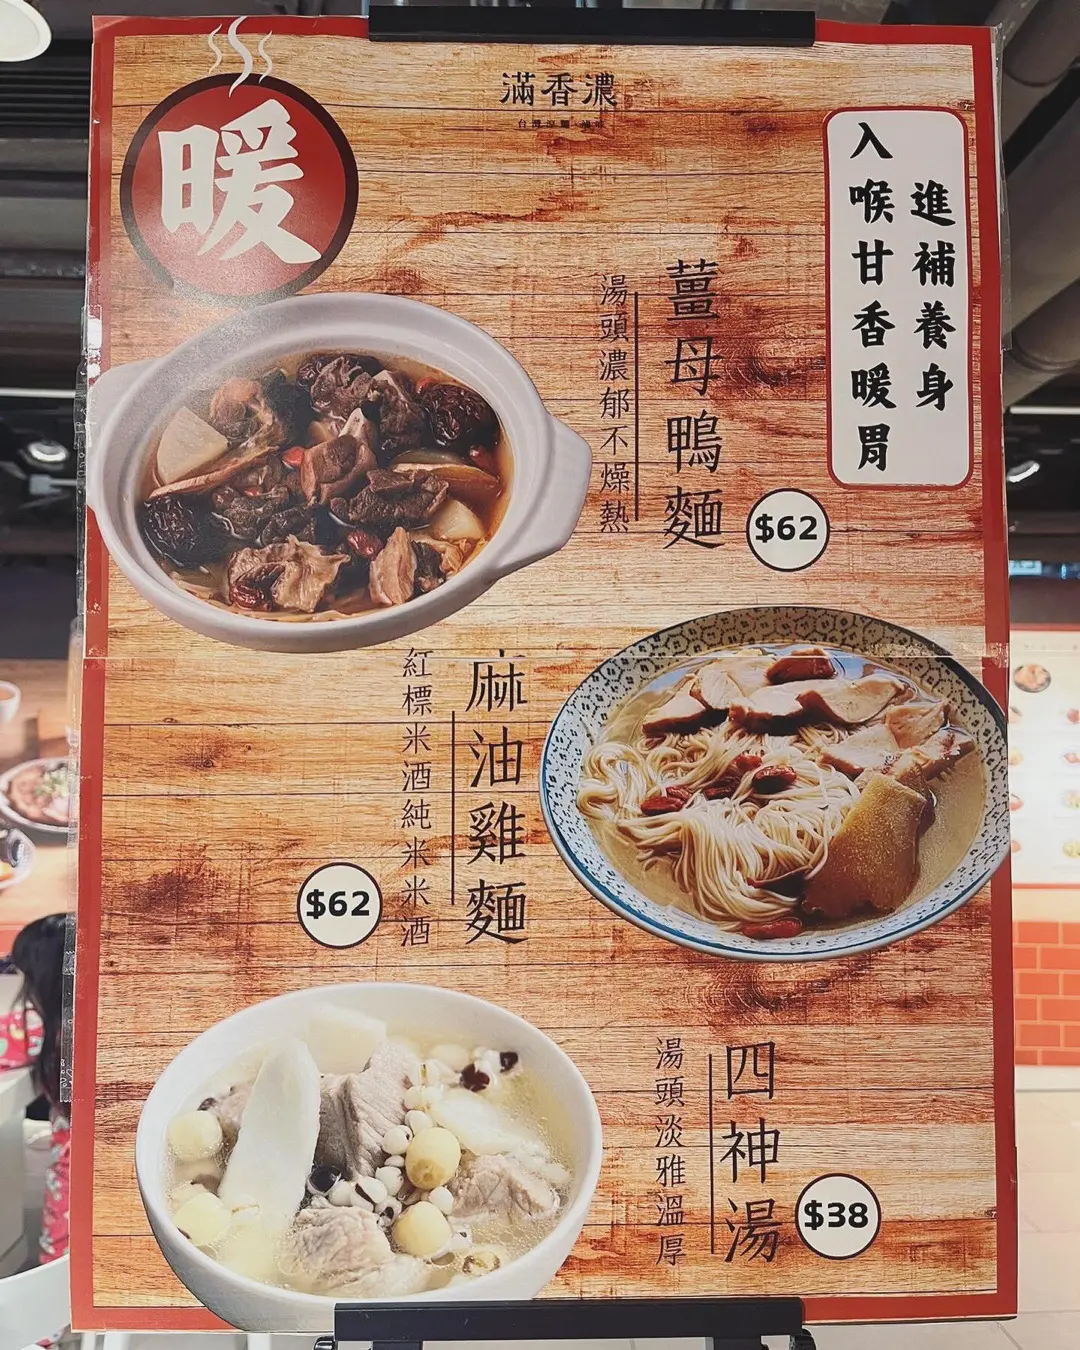 滿香濃
暖
進補養身
入喉甘香暖胃
薑母鴨麵
湯頭濃郁不燥熱
$62
麻油雞麵
紅標米酒純米米酒
$62
四神湯
湯頭淡雅溫厚
$38